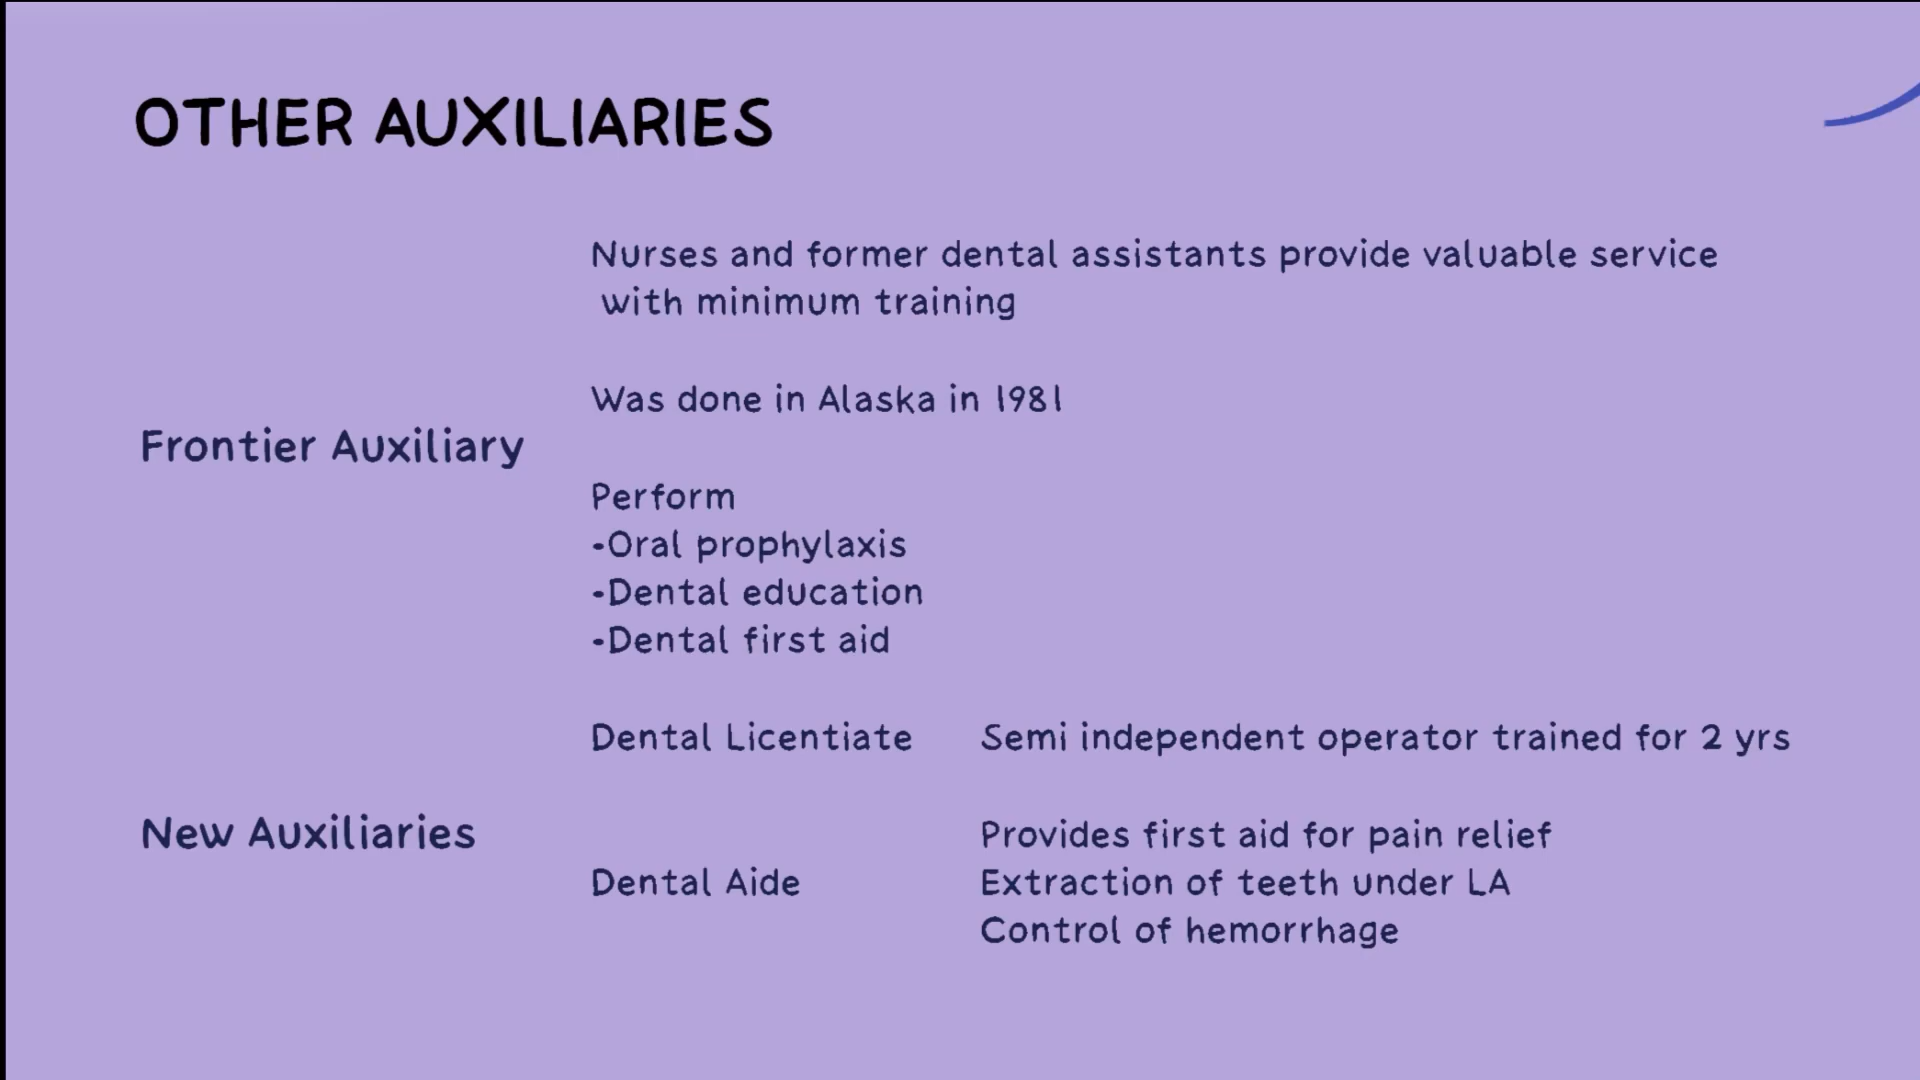 OTHER AUXILIARIES
Frontier Auxiliary
Nurses and former dental assistants provide valuable service
with minimum training
Was done in Alaska in 1981
Perform
-Oral prophylaxis
-Dental education
-Dental first aid
New Auxiliaries
Dental Licentiate
Semi independent operator trained for 2 yrs
Dental Aide
Provides first aid for pain relief
Extraction of teeth under LA
Control of hemorrhage